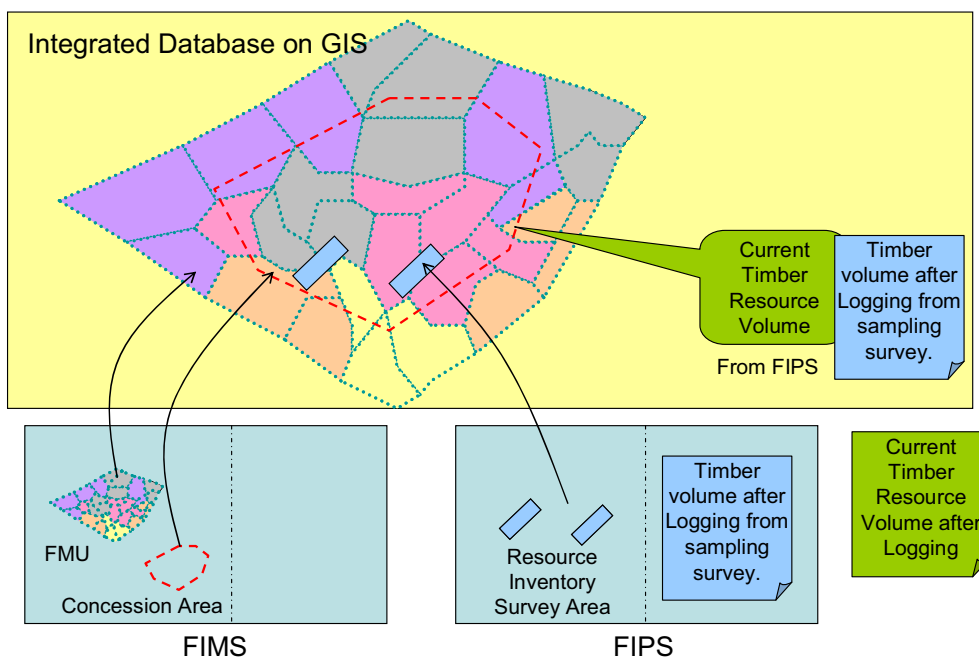 Integrated Database on GIS
Current
Timber
Resource
Volume
From FIPS
Timber
volume after
Logging from
sampling
survey.
FMU
Concession Area
FIMS
Resource
Inventory
Survey Area
Timber
volume after
Logging from
sampling
survey.
FIPS
Current
Timber
Resource
Volume after
Logging